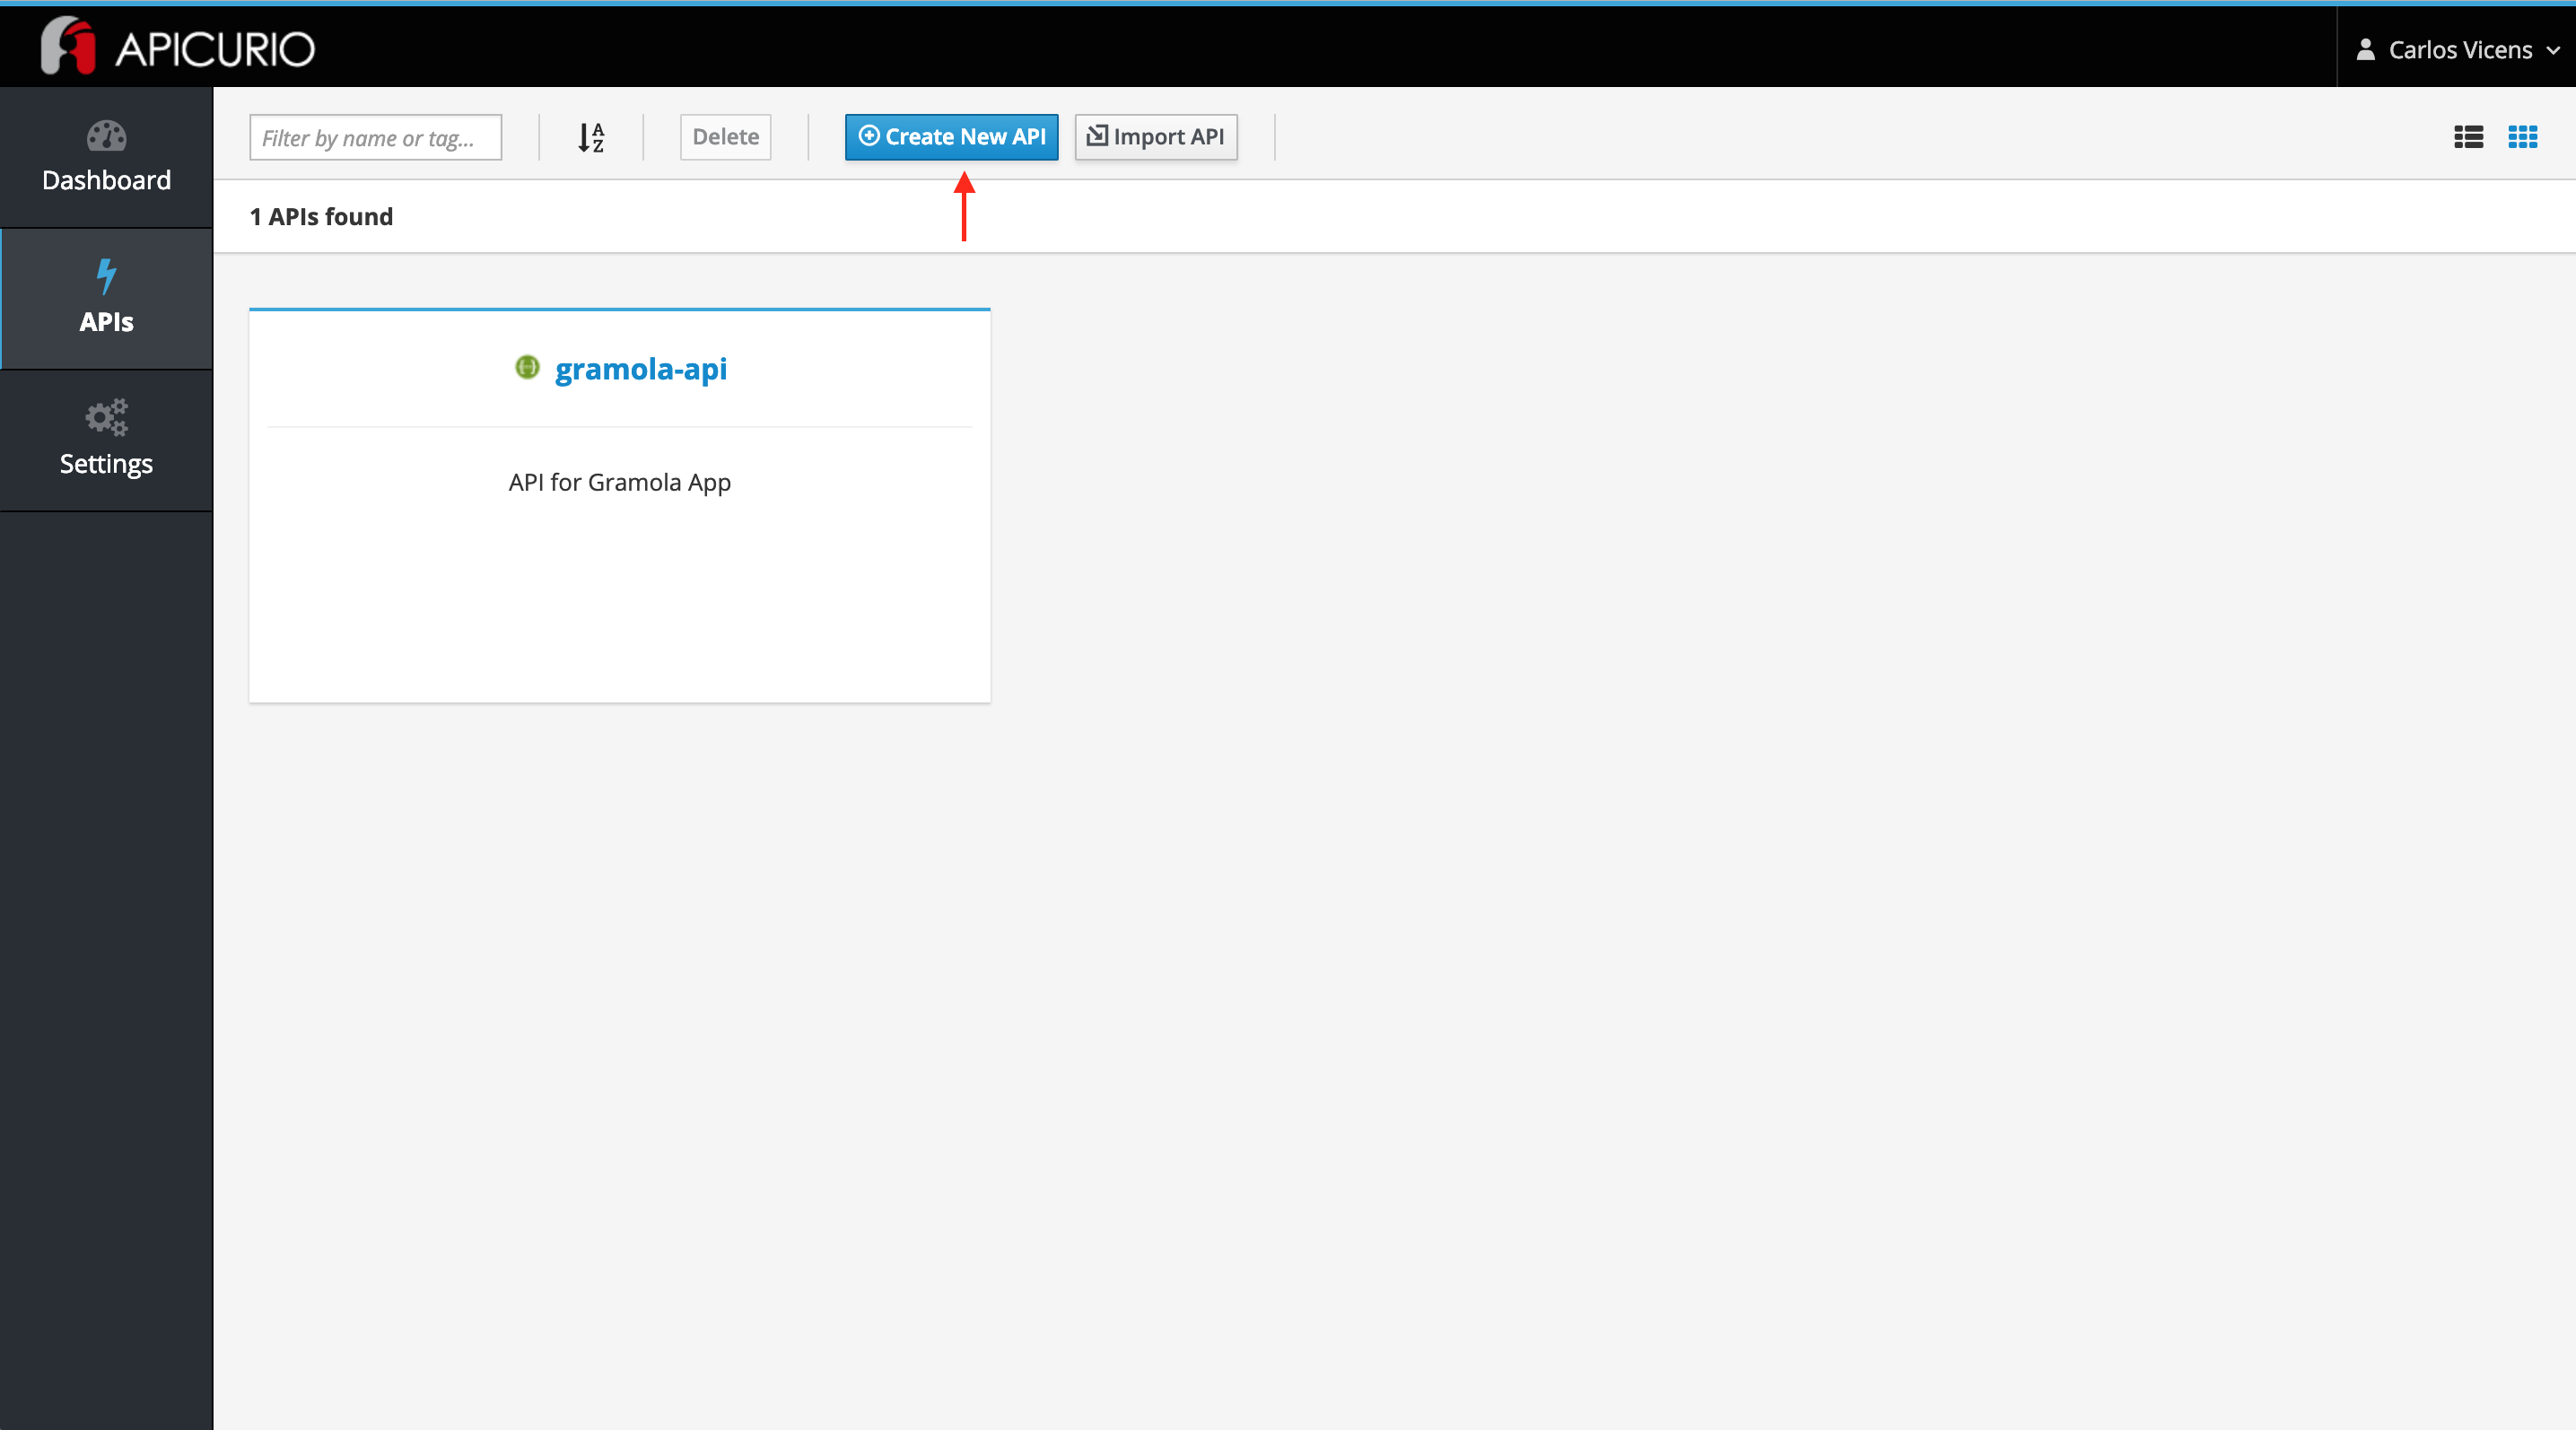 APICURIO
Carlos Vicens
Filter by name or tag...
A
Z
Delete
Create New API
Import API
Dashboard
1 APIs found
APIs
gramola-api
Settings
API for Gramola App